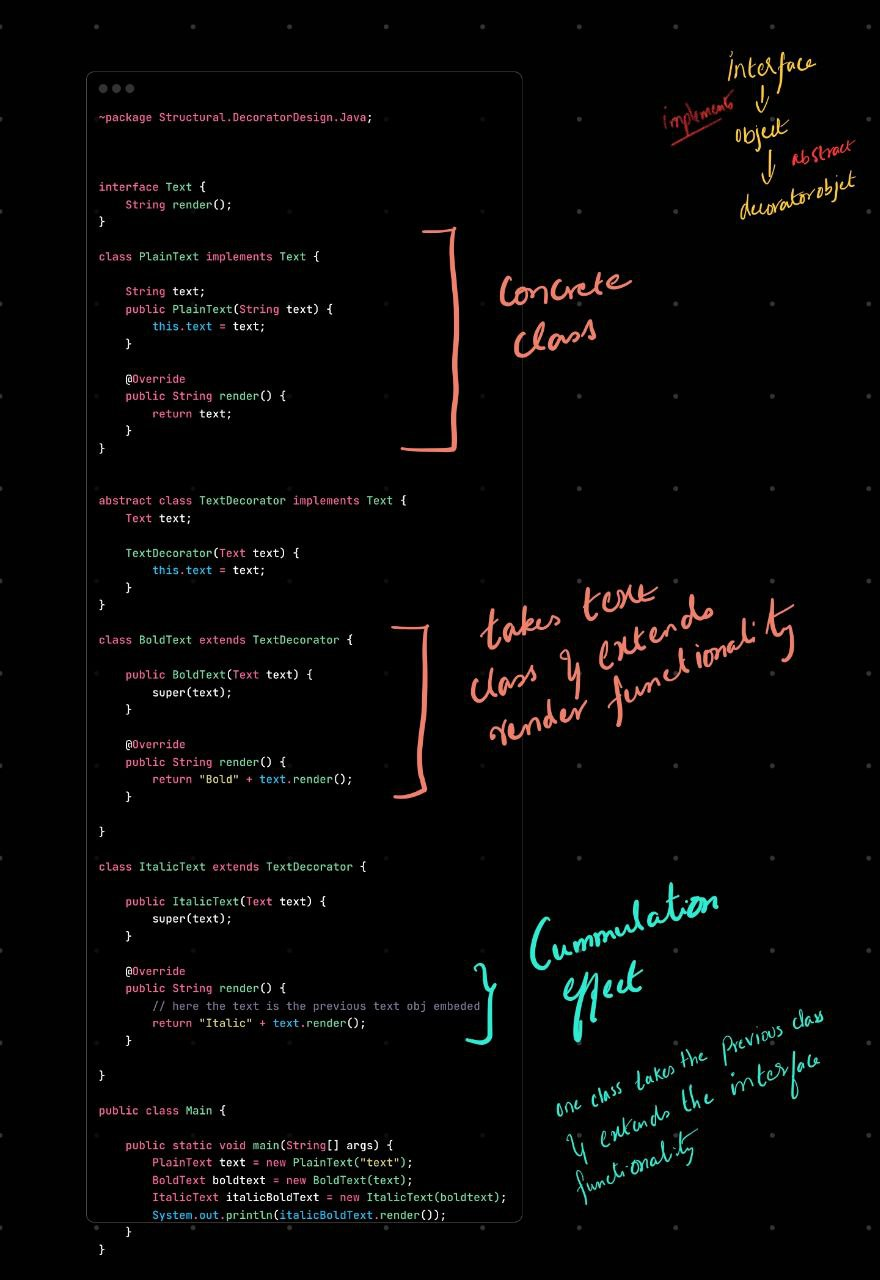 ~package Structural.DecoratorDesign.Java;
interface Text {
    String render();
}
class PlainText implements Text {
    String text;
    public PlainText(String text) {
        this.text = text;
    }
    @Override
    public String render() {
        return text;
    }
}
abstract class TextDecorator implements Text {
    Text text;
    TextDecorator(Text text) {
        this.text = text;
    }
}
class BoldText extends TextDecorator {
    public BoldText(Text text) {
        super(text);
    }
    @Override
    public String render() {
        return "Bold" + text.render();
    }
}
class ItalicText extends TextDecorator {
    public ItalicText(Text text) {
        super(text);
    }
    @Override
    public String render() {
        // here the text is the previous text obj embeded
        return "Italic" + text.render();
    }
}
public class Main {
    public static void main(String[] args) {
        PlainText text = new PlainText("text");
        BoldText boldtext = new BoldText(text);
        ItalicText italicBoldText = new ItalicText(boldtext);
        System.out.println(italicBoldText.render());
    }
}
Interface
implements
object
abstract
decoratorobjet
Concrete
class
takes text
class & extends
render functionality
Cummulation
effect
one class takes the Previous class
& extends the interface
functionality